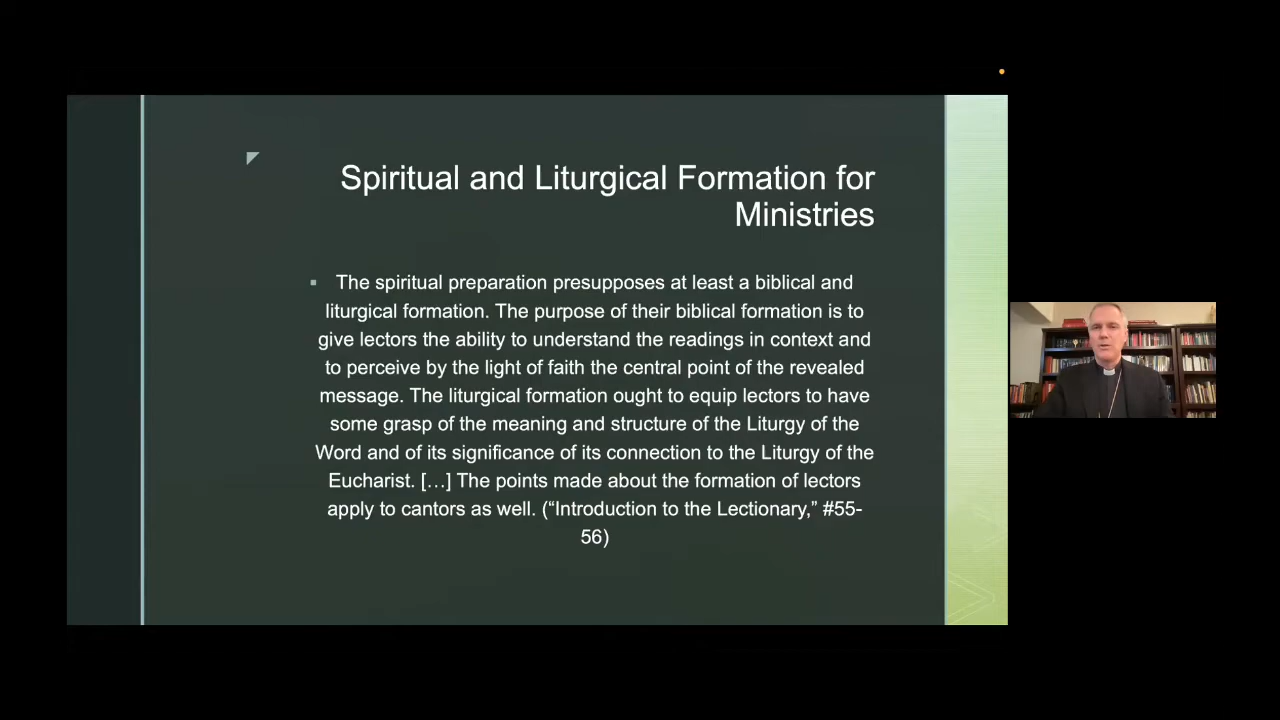 Spiritual and Liturgical Formation for
Ministries
The spiritual preparation presupposes at least a biblical and
liturgical formation. The purpose of their biblical formation is to
give lectors the ability to understand the readings in context and
to perceive by the light of faith the central point of the revealed
message. The liturgical formation ought to equip lectors to have
some grasp of the meaning and structure of the Liturgy of the
Word and of its significance of its connection to the Liturgy of the
Eucharist. […] The points made about the formation of lectors
apply to cantors as well. (“Introduction to the Lectionary,” #55-
56)